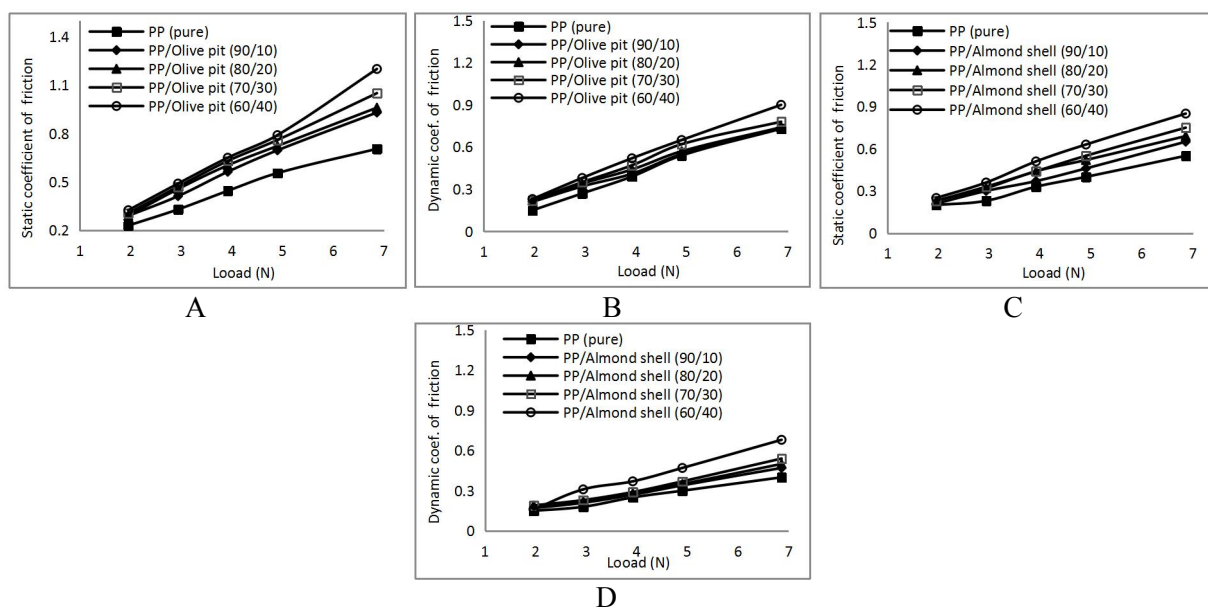 Static coefficient of friction
1.4
1.1
0.8
0.5
0.2
PP (pure)
PP/Olive pit (90/10)
PP/Olive pit (80/20)
PP/Olive pit (70/30)
PP/Olive pit (60/40)
1 2 3 4 5 6 7
Looad (N)
A
Dynamic coef. of friction
1.5
1.2
0.9
0.6
0.3
0
PP (pure)
PP/Olive pit (90/10)
PP/Olive pit (80/20)
PP/Olive pit (70/30)
PP/Olive pit (60/40)
1 2 3 4 5 6 7
Looad (N)
B
Static coefficient of friction
1.5
1.2
0.9
0.6
0.3
0
PP (pure)
PP/Almond shell (90/10)
PP/Almond shell (80/20)
PP/Almond shell (70/30)
PP/Almond shell (60/40)
1 2 3 4 5 6 7
Looad (N)
C
Dynamic coef. of friction
1.5
1.2
0.9
0.6
0.3
0
PP (pure)
PP/Almond shell (90/10)
PP/Almond shell (80/20)
PP/Almond shell (70/30)
PP/Almond shell (60/40)
1 2 3 4 5 6 7
Looad (N)
D